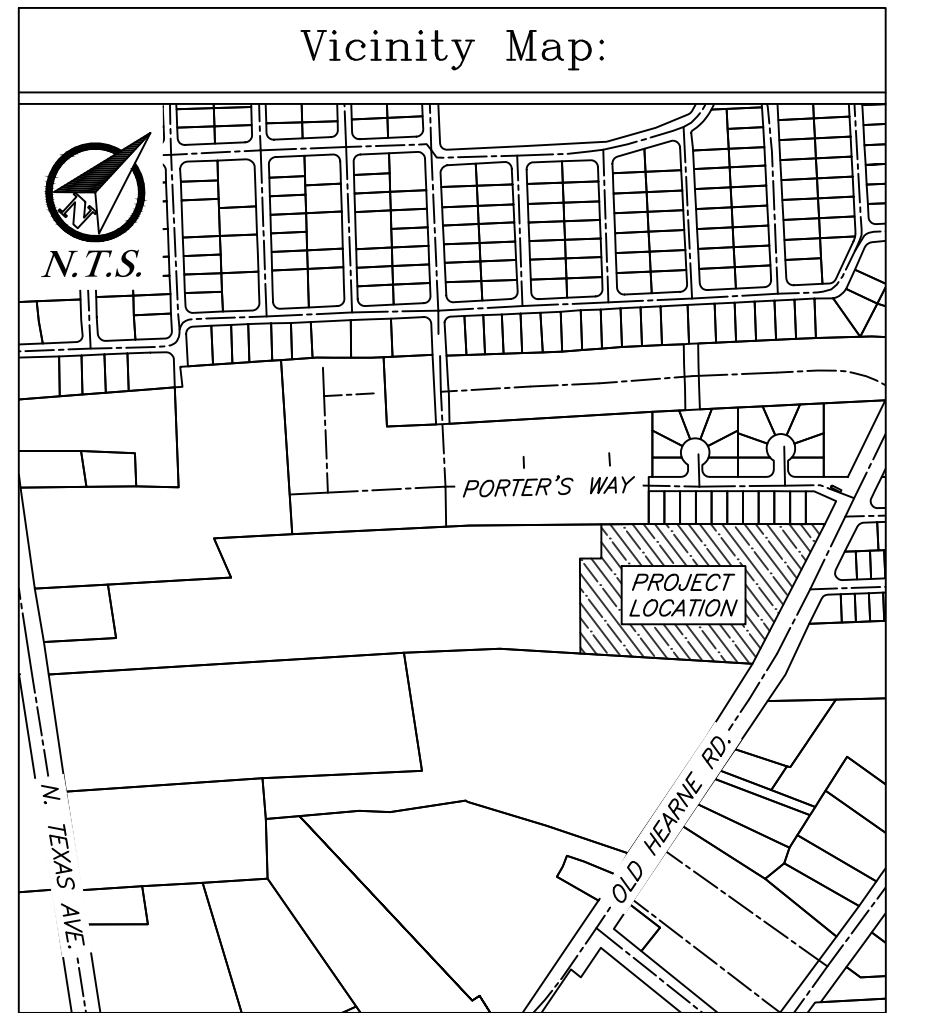 Vicinity Map:
N
N.T.S.
PORTER'S WAY
PROJECT
LOCATION
OLD HEARNE RD.
N. TEXAS AVE.